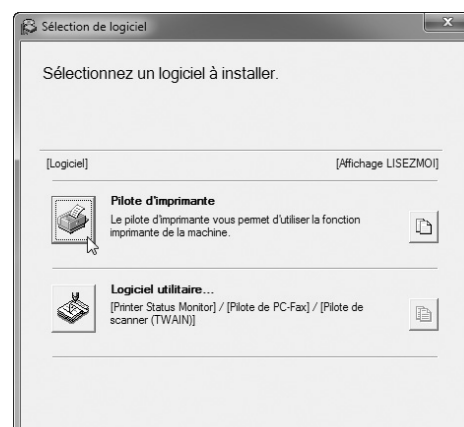 Sélection de logiciel
Sélectionnez un logiciel à installer.
[Logiciel] [Affichage LISEZMOI]
Pilote d'imprimante
Le pilote d'imprimante vous permet d'utiliser la fonction
imprimante de la machine.
Logiciel utilitaire...
[Printer Status Monitor] / [Pilote de PC-Fax] / [Pilote de
scanner (TWAIN)]